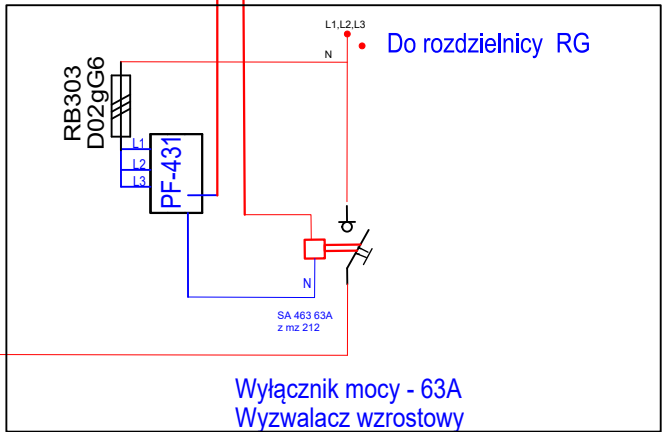 L1,L2,L3
N
Do rozdzielnicy RG
RB303
D02gG6
L1
L2
L3
PF-431
N
SA 463 63A
z mz 212
Wyłącznik mocy - 63A
Wyzwalacz wzrostowy